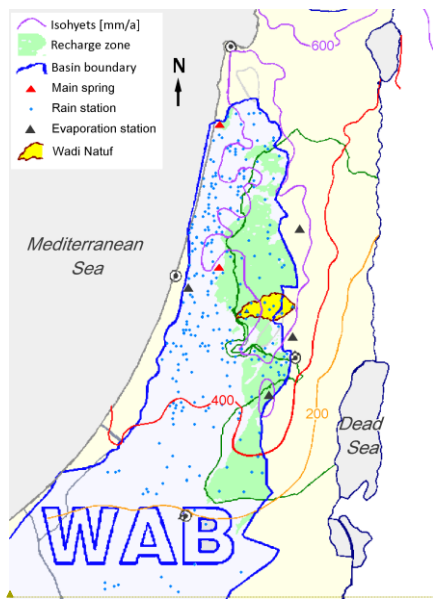 Isohyets [mm/a]
Recharge zone
Basin boundary
Main spring
Rain station
Evaporation station
Wadi Natuf
N
600
Mediterranean
Sea
400
200
Dead
Sea
WAB